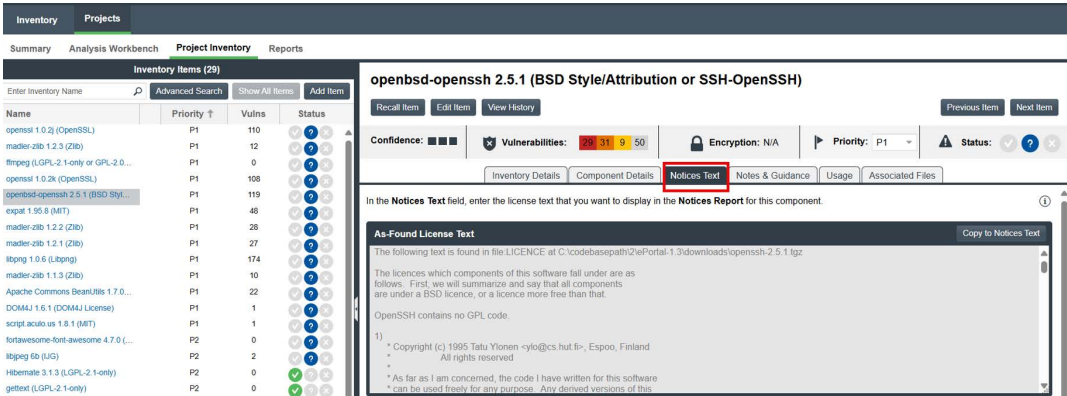 Inventory Projects
Summary Analysis Workbench Project Inventory Reports
Inventory Items (29)
Enter Inventory Name Advanced Search Show All Items Add Item
Name Priority Vulns Status
openssl 1.0.2j (OpenSSL) P1 110
madler-zlib 1.2.3 (Zlib) P1 12
ffmpeg (LGPL-2.1-only or GPL-2.0... P1 0
openssl 1.0.2k (OpenSSL) P1 108
openbsd-openssh 2.5.1 (BSD Styl... P1 119
expat 1.95.8 (MIT) P1 48
madler-zlib 1.2.2 (Zlib) P1 28
madler-zlib 1.2.1 (Zlib) P1 27
libpng 1.0.6 (Libpng) P1 174
madler-zlib 1.1.3 (Zlib) P1 10
Apache Commons BeanUtils 1.7.0... P1 22
DOM4J 1.6.1 (DOM4J License) P1 1
script.aculo.us 1.8.1 (MIT) P1 1
fortawesome-font-awesome 4.7.0 (... P2 0
libjpeg 6b (IJG) P2 2
Hibernate 3.1.3 (LGPL-2.1-only) P2 0
gettext (LGPL-2.1-only) P2 0
openbsd-openssh 2.5.1 (BSD Style/Attribution or SSH-OpenSSH)
Recall Item Edit Item View History Previous Item Next Item
Confidence: Vulnerabilities: 29 31 9 50 Encryption: N/A Priority: P1 Status:
Inventory Details Component Details Notices Text Notes & Guidance Usage Associated Files
In the Notices Text field, enter the license text that you want to display in the Notices Report for this component.
As-Found License Text Copy to Notices Text
The following text is found in file LICENCE at C:\codebasepath\2\ePortal-1.3\downloads\openssh-2.5.1.tgz
The licences which components of this software fall under are as
follows. First, we will summarize and say that all components
are under a BSD licence, or a licence more free than that.
OpenSSH contains no GPL code.
1)
* Copyright (c) 1995 Tatu Ylonen <ylo@cs.hut.fi>, Espoo, Finland
* All rights reserved
*
* As far as I am concerned, the code I have written for this software
* can be used freely for any purpose. Any derived versions of this